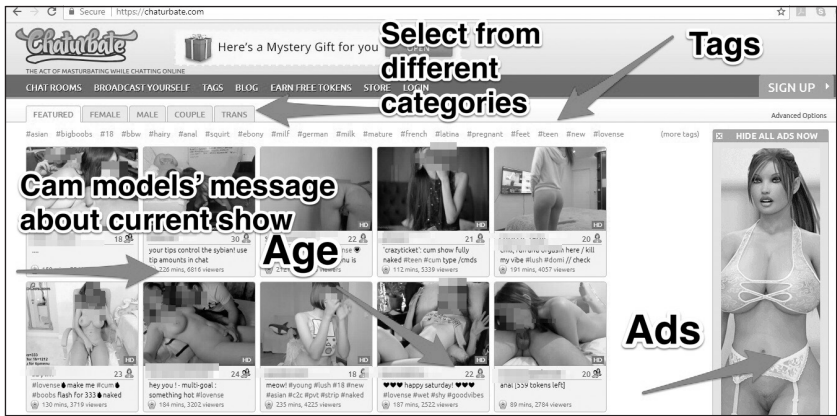 Secure | https://chaturbate.com
Chaturbate
THE ACT OF MASTURBATING WHILE CHATTING ONLINE
Here's a Mystery Gift for you
OPEN
Select from
different
categories
Tags
CHAT ROOMS BROADCAST YOURSELF TAGS BLOG EARN FREE TOKENS STORE LOGIN
SIGN UP
FEATURED FEMALE MALE COUPLE TRANS
Advanced Options
#asian #bigboobs #18 #bbw #hairy #anal #squirt #ebony #milf #german #milk #mature #french #latina #pregnant #feet #teen #new #lovense (more tags)
HIDE ALL ADS NOW
Cam models' message
about current show
Age
Ads
HD
HD
18
30
22
21
20
your tips control the sybian! use
tip amounts in chat
226 mins, 6816 viewers
"crazyticket": cum show fully
naked #teen #cum type /cmds
112 mins, 5339 viewers
here / kill
my vibe #lush #domi // check
191 mins, 4057 viewers
HD
HD
HD
HD
23
24
18
22
20
#lovense make me #cum
#boobs flash for 333 naked
130 mins, 3719 viewers
hey you ! - multi-goal :
something hot #lovense
184 mins, 3202 viewers
meow! #young #lush #18 #new
#asian #c2c #pvt #strip #naked
235 mins, 4225 viewers
♥♥♥ happy saturday! ♥♥♥
#lovense #wet #shy #goodvibes
187 mins, 2522 viewers
anal [559 tokens left]
89 mins, 2784 viewers